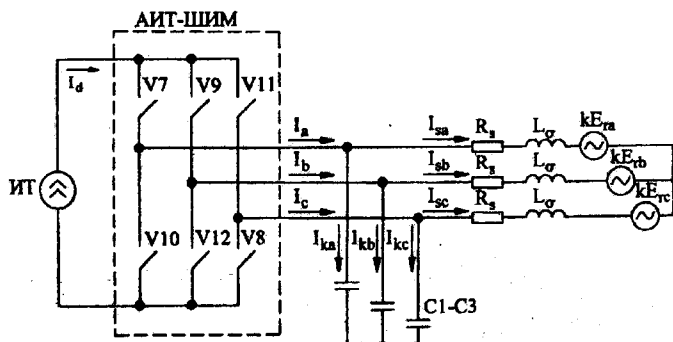 АИТ-ШИМ
I_d
V7 V9 V11
ИТ
V10 V12 V8
I_a
I_b
I_c
I_ka I_kb I_kc
C1-C3
I_sa R_s L_σ kE_ra
I_sb R_s L_σ kE_rb
I_sc R_s L_σ kE_rc